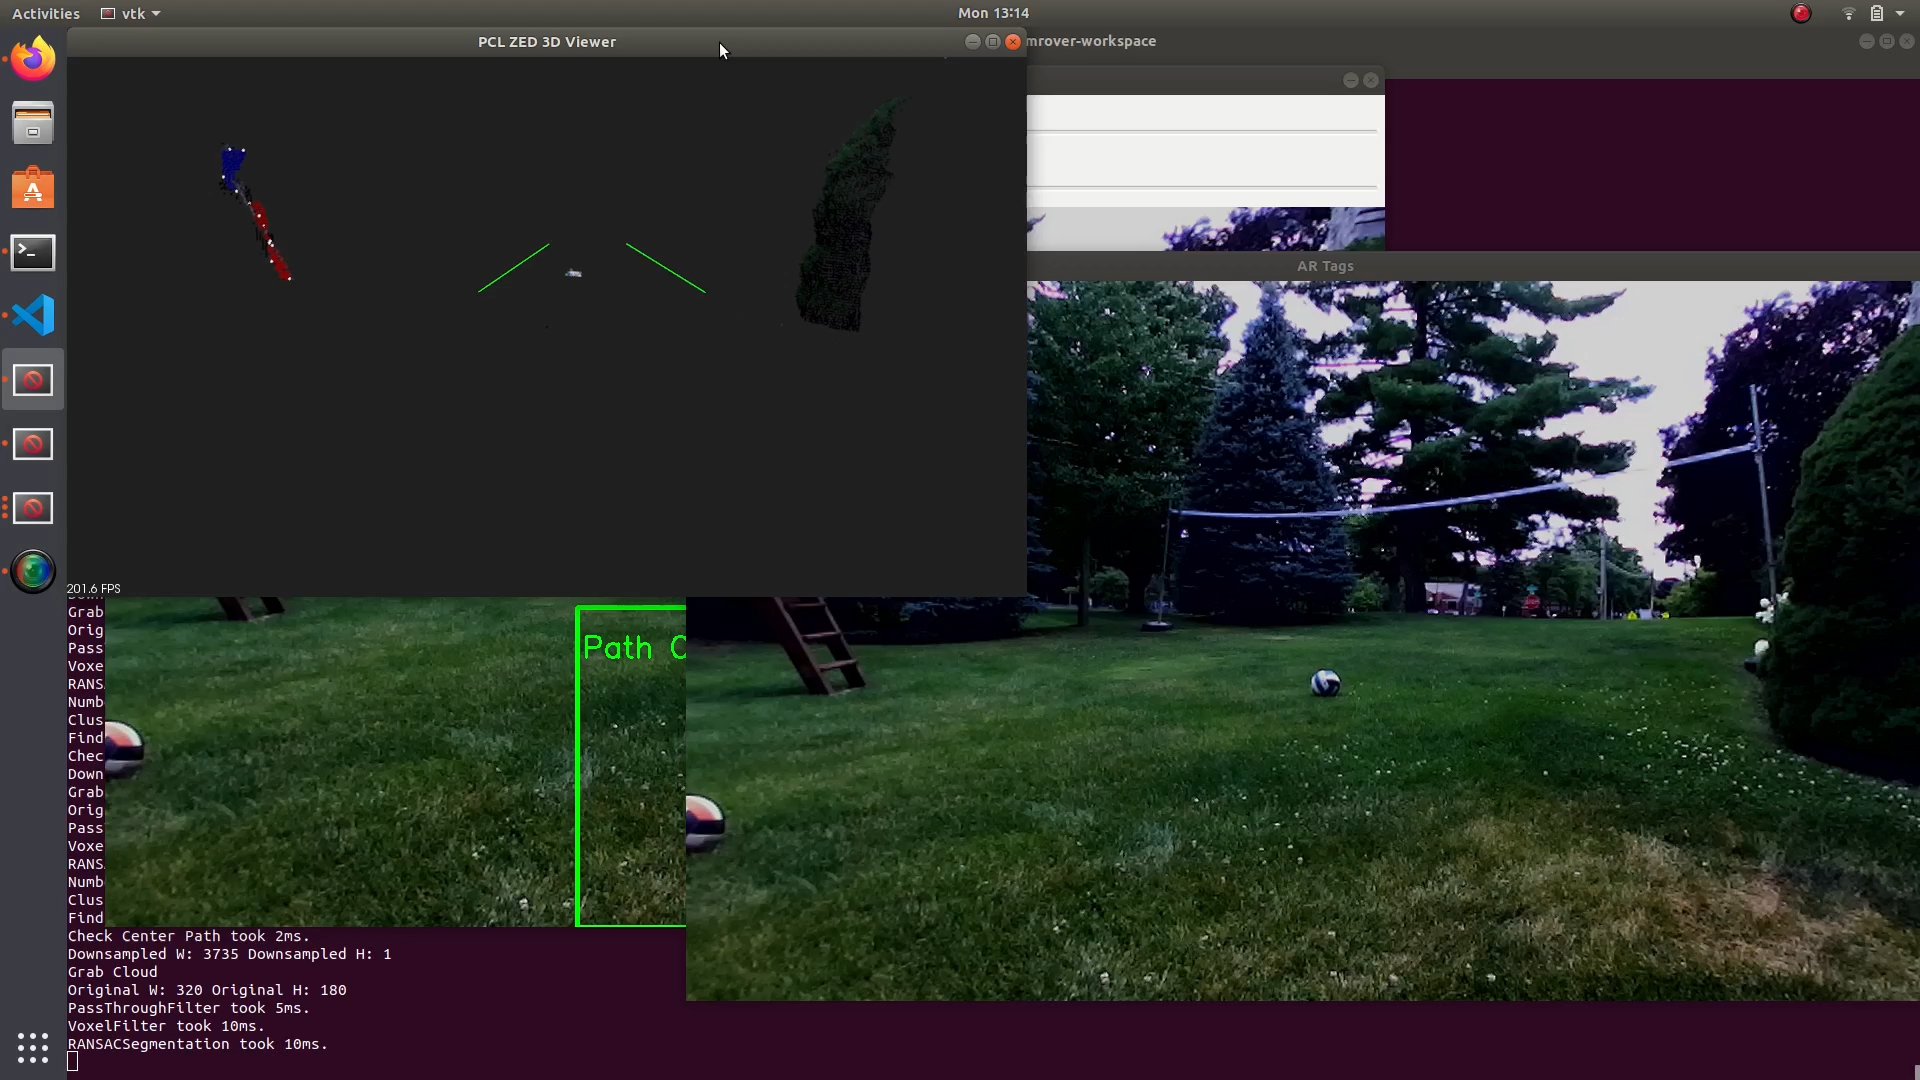 Activities
vtk
Mon 13:14
PCL ZED 3D Viewer
mrover-workspace
AR Tags
201.6 FPS
Grab
Orig
Pass
Voxe
RANS
Numb
Clus
Find
Chec
Down
Grab
Orig
Pass
Voxe
RANS
Numb
Clus
Find
Path C
Check Center Path took 2ms.
Downsampled W: 3735 Downsampled H: 1
Grab Cloud
Original W: 320 Original H: 180
PassThroughFilter took 5ms.
VoxelFilter took 10ms.
RANSACSegmentation took 10ms.